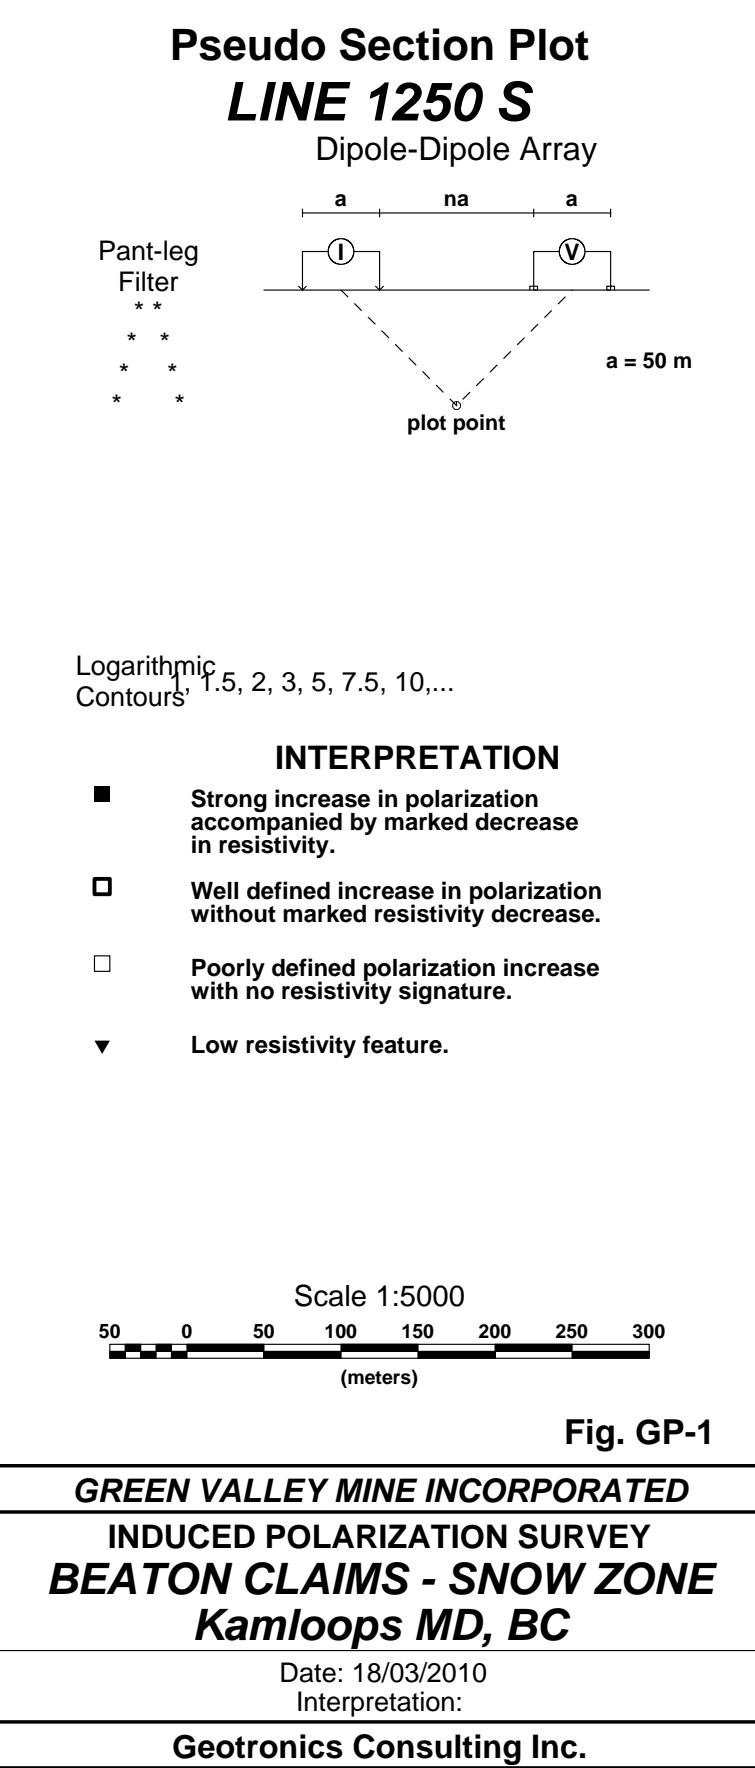 Pseudo Section Plot
LINE 1250 S
Dipole-Dipole Array
a na a
Pant-leg
Filter
* *
* *
* *
* *
I V
a = 50 m
plot point
Logarithmic
Contours
1, 1.5, 2, 3, 5, 7.5, 10,...
INTERPRETATION
Strong increase in polarization
accompanied by marked decrease
in resistivity.
Well defined increase in polarization
without marked resistivity decrease.
Poorly defined polarization increase
with no resistivity signature.
Low resistivity feature.
Scale 1:5000
50 0 50 100 150 200 250 300
(meters)
Fig. GP-1
GREEN VALLEY MINE INCORPORATED
INDUCED POLARIZATION SURVEY
BEATON CLAIMS - SNOW ZONE
Kamloops MD, BC
Date: 18/03/2010
Interpretation:
Geotronics Consulting Inc.